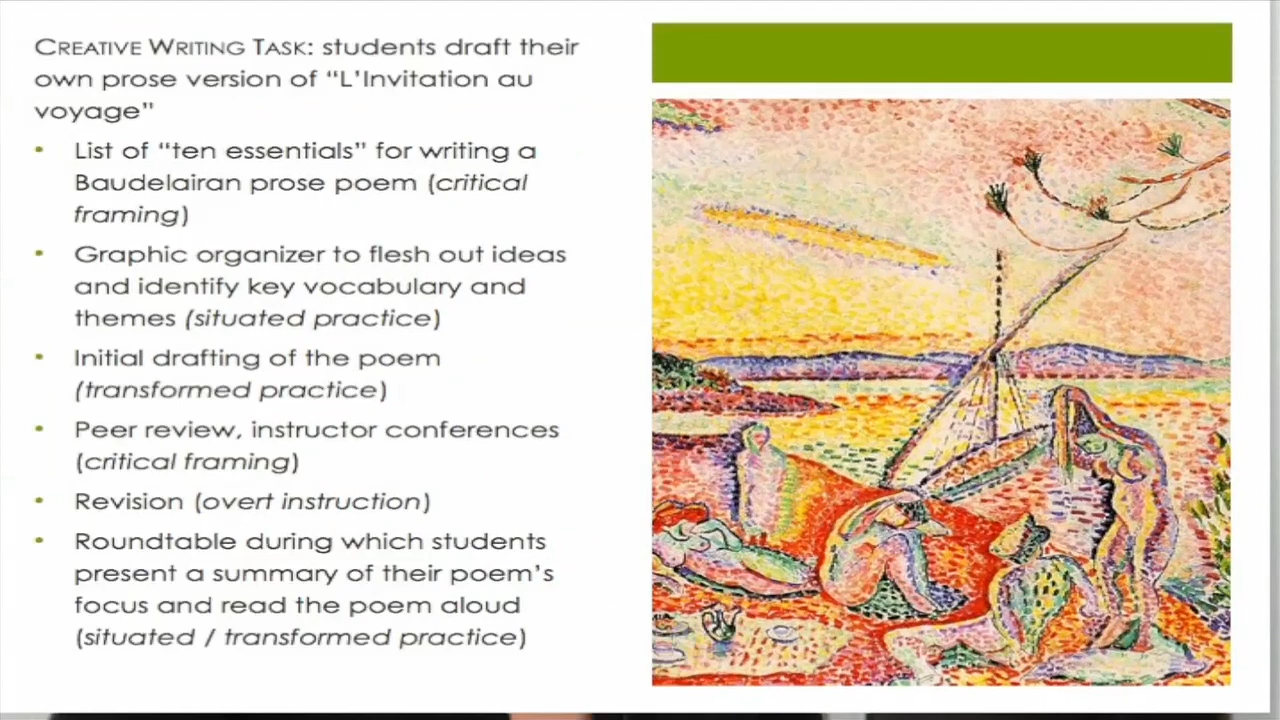 CREATIVE WRITING TASK: students draft their
own prose version of “L’Invitation au
voyage”
• List of “ten essentials” for writing a
Baudelairan prose poem (critical
framing)
• Graphic organizer to flesh out ideas
and identify key vocabulary and
themes (situated practice)
• Initial drafting of the poem
(transformed practice)
• Peer review, instructor conferences
(critical framing)
• Revision (overt instruction)
• Roundtable during which students
present a summary of their poem’s
focus and read the poem aloud
(situated / transformed practice)